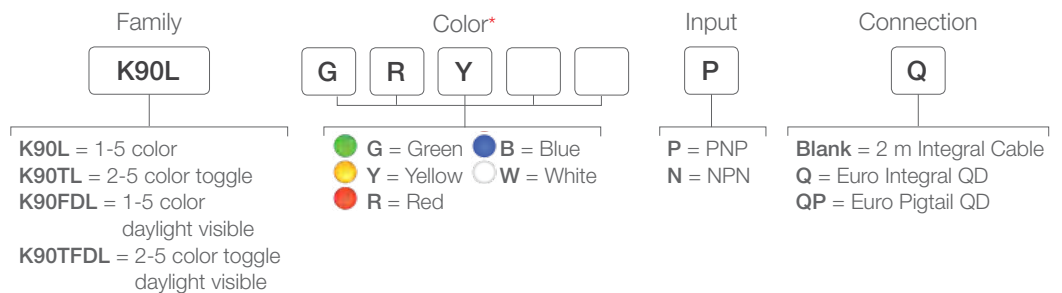 Family
Color*
Input
Connection
K90L
G R Y
P
Q
K90L = 1-5 color
K90TL = 2-5 color toggle
K90FDL = 1-5 color
daylight visible
K90TFDL = 2-5 color toggle
daylight visible
G = Green B = Blue
Y = Yellow W = White
R = Red
P = PNP
N = NPN
Blank = 2 m Integral Cable
Q = Euro Integral QD
QP = Euro Pigtail QD